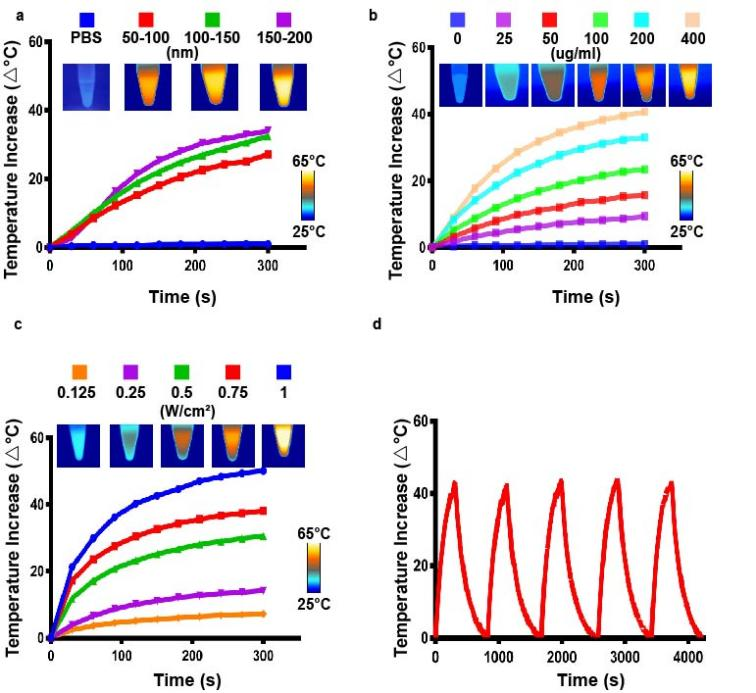 a
PBS 50-100 100-150 150-200
(nm)
Temperature Increase (△°C)
60
40
20
0
0 100 200 300
Time (s)
65°C
25°C
b
0 25 50 100 200 400
(ug/ml)
Temperature Increase (△°C)
60
40
20
0
0 100 200 300
Time (s)
65°C
25°C
c
0.125 0.25 0.5 0.75 1
(W/cm²)
Temperature Increase (△°C)
60
40
20
0
0 100 200 300
Time (s)
65°C
25°C
d
Temperature Increase (△°C)
60
40
20
0
0 1000 2000 3000 4000
Time (s)